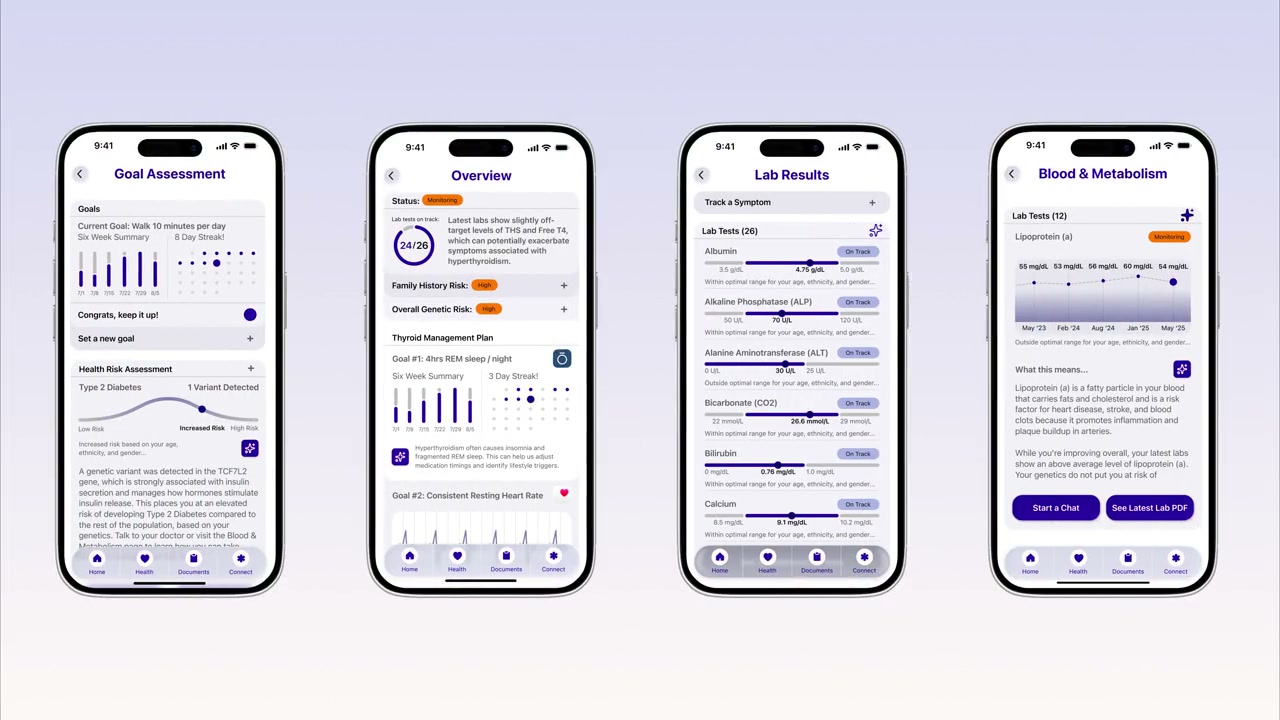 9:41
Goal Assessment
Goals
Current Goal: Walk 10 minutes per day
Six Week Summary
8 Day Streak!
7/1 7/8 7/15 7/22 7/29 8/5
Congrats, keep it up!
Set a new goal
Health Risk Assessment
Type 2 Diabetes
1 Variant Detected
Low Risk
Increased Risk
High Risk
Increased risk based on your age,
ethnicity, and gender...
A genetic variant was detected in the TCF7L2
gene, which is strongly associated with insulin
secretion and manages how hormones stimulate
insulin release. This places you at an elevated
risk of developing Type 2 Diabetes compared to
the rest of the population, based on your
genetics. Talk to your doctor or visit the Blood &
Metabolism page to learn how you can take
Home
Health
Documents
Connect
9:41
Overview
Status: Monitoring
Lab tests on track:
24/26
Latest labs show slightly off-
target levels of THS and Free T4,
which can potentially exacerbate
symptoms associated with
hyperthyroidism.
Family History Risk: High
Overall Genetic Risk: High
Thyroid Management Plan
Goal #1: 4hrs REM sleep / night
Six Week Summary
3 Day Streak!
7/1 7/8 7/15 7/22 7/29 8/5
Hyperthyroidism often causes insomnia and
fragmented REM sleep. This can help us adjust
medication timings and identify lifestyle triggers.
Goal #2: Consistent Resting Heart Rate
Home
Health
Documents
Connect
9:41
Lab Results
Track a Symptom
Lab Tests (26)
Albumin
On Track
3.5 g/dL
4.75 g/dL
5.0 g/dL
Within optimal range for your age, ethnicity, and gender...
Alkaline Phosphatase (ALP)
On Track
50 U/L
70 U/L
120 U/L
Within optimal range for your age, ethnicity, and gender...
Alanine Aminotransferase (ALT)
On Track
0 U/L
30 U/L
25 U/L
Outside optimal range for your age, ethnicity, and gender...
Bicarbonate (CO2)
On Track
22 mmol/L
26.6 mmol/L
29 mmol/L
Within optimal range for your age, ethnicity, and gender...
Bilirubin
On Track
0 mg/dL
0.76 mg/dL
1.0 mg/dL
Within optimal range for your age, ethnicity, and gender...
Calcium
On Track
8.5 mg/dL
9.1 mg/dL
10.2 mg/dL
Within optimal range for your age, ethnicity, and gender...
Home
Health
Documents
Connect
9:41
Blood & Metabolism
Lab Tests (12)
Lipoprotein (a)
Monitoring
55 mg/dL 53 mg/dL 56 mg/dL 60 mg/dL 54 mg/dL
May '23 Feb '24 Aug '24 Jan '25 May '25
Outside optimal range for your age, ethnicity, and gender...
What this means...
Lipoprotein (a) is a fatty particle in your blood
that carries fats and cholesterol and is a risk
factor for heart disease, stroke, and blood
clots because it promotes inflammation and
plaque buildup in arteries.
While you're improving overall, your latest labs
show an above average level of lipoprotein (a).
Your genetics do not put you at risk of
Start a Chat
See Latest Lab PDF
Home
Health
Documents
Connect